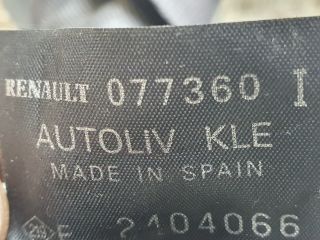 RENAULT 077360 I
AUTOLIV KLE
MADE IN SPAIN
F 2404066